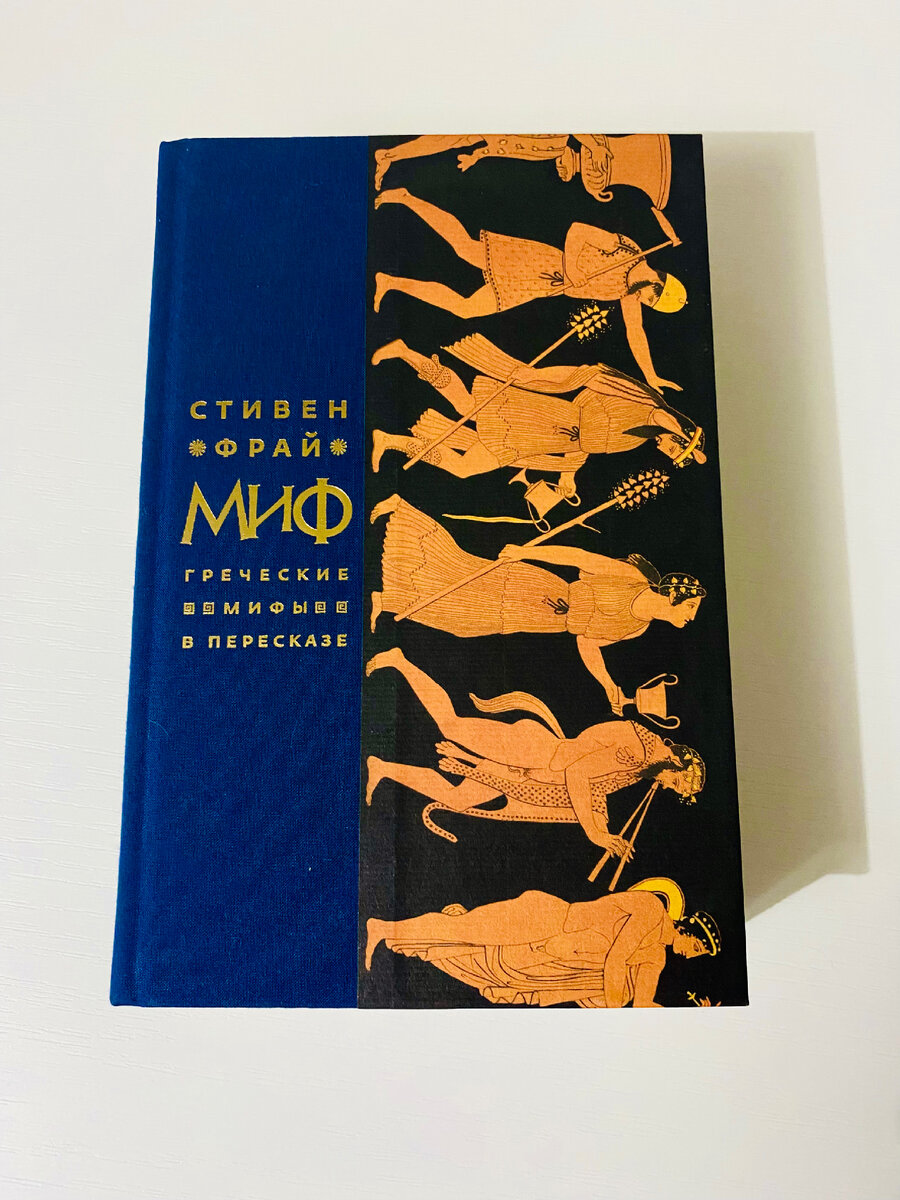 СТИВЕН
ФРАЙ
МИФ
ГРЕЧЕСКИЕ
МИФЫ
В ПЕРЕСКАЗЕ